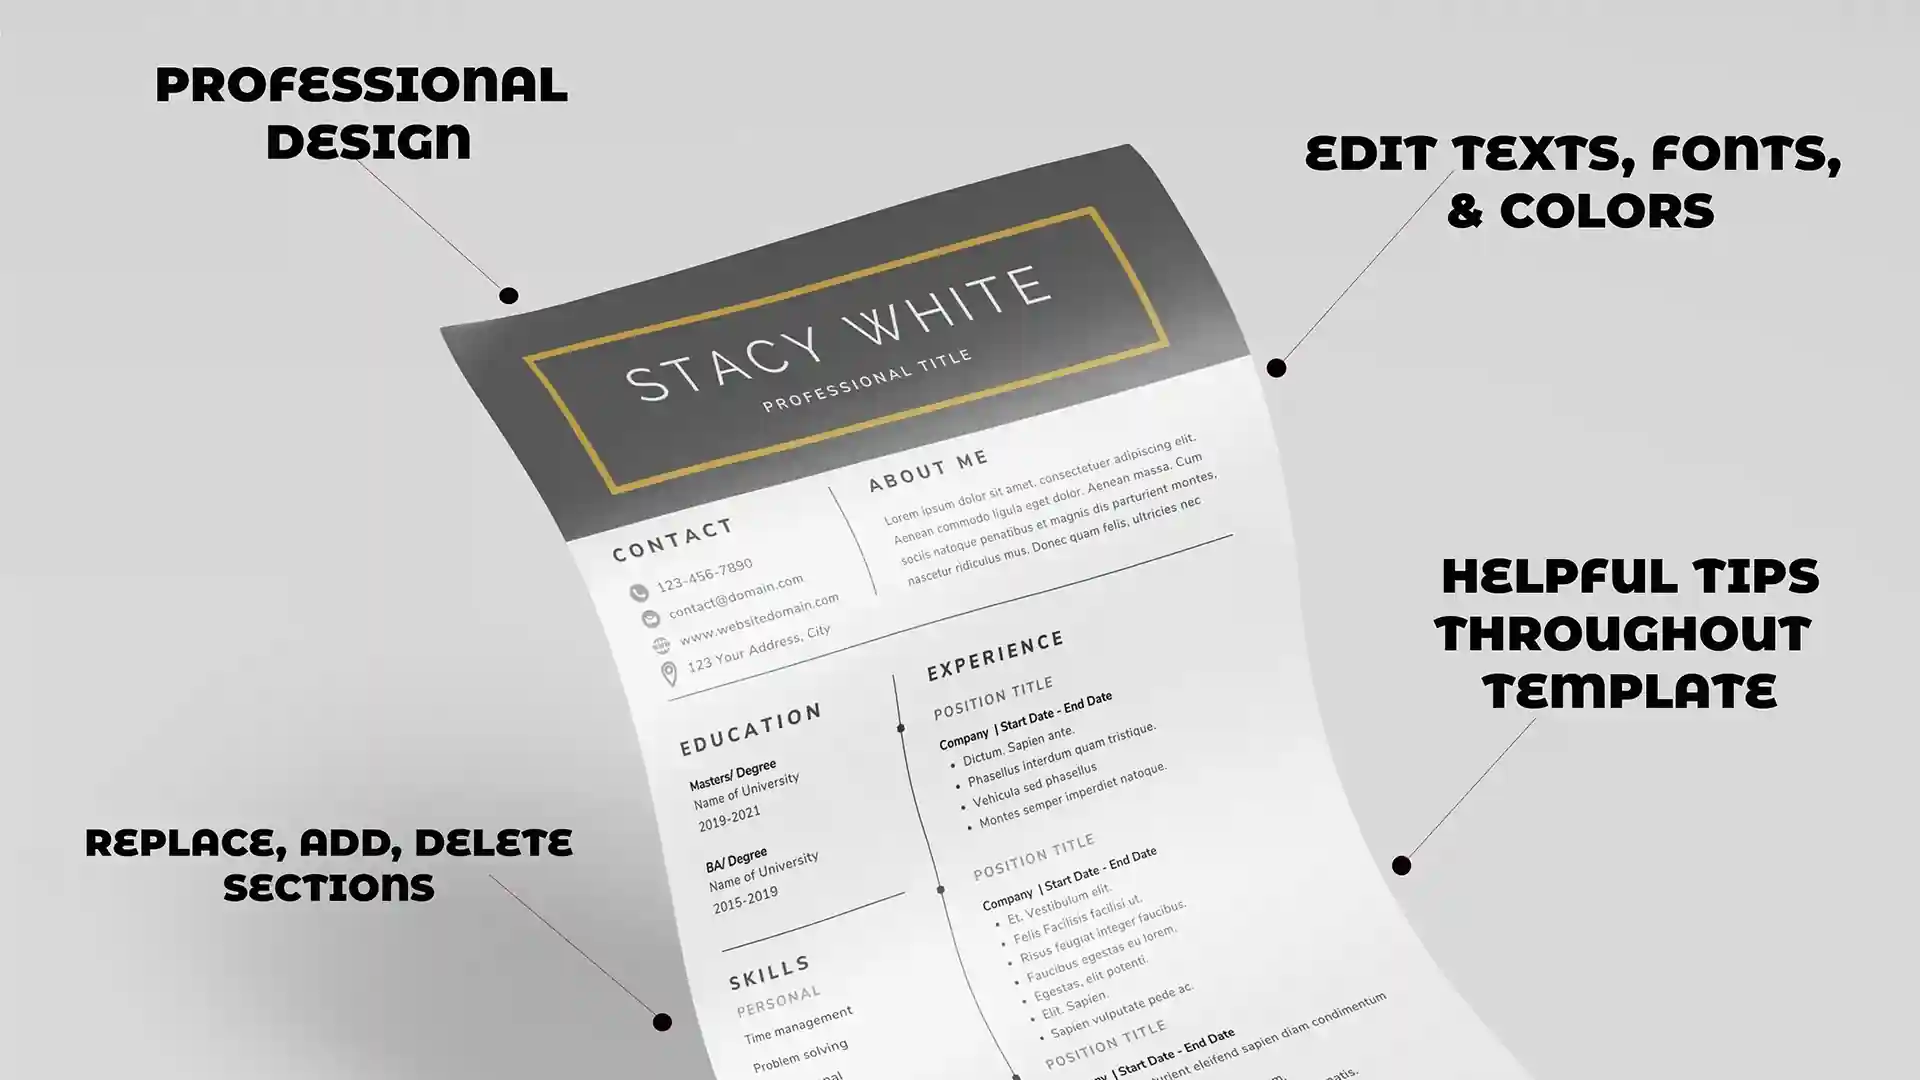 PROFESSIONAL
DESIGN
EDIT TEXTS, FONTS,
& COLORS
HELPFUL TIPS
THROUGHOUT
TEMPLATE
REPLACE, ADD, DELETE
SECTIONS
STACY WHITE
PROFESSIONAL TITLE
CONTACT
123-456-7890
contact@domain.com
www.websitedomain.com
123 Your Address, City
ABOUT ME
Lorem ipsum dolor sit amet, consectetuer adipiscing elit.
Aenean commodo ligula eget dolor. Aenean massa. Cum
sociis natoque penatibus et magnis dis parturient montes,
nascetur ridiculus mus. Donec quam felis, ultricies nec
EDUCATION
Masters/ Degree
Name of University
2019-2021
BA/ Degree
Name of University
2015-2019
SKILLS
PERSONAL
Time management
Problem solving
EXPERIENCE
POSITION TITLE
Company | Start Date - End Date
• Dictum. Sapien ante.
• Phasellus interdum quam tristique.
• Vehicula sed phasellus
• Montes semper imperdiet natoque.
POSITION TITLE
Company | Start Date - End Date
• Et. Vestibulum elit.
• Felis Facilisis facilisi ut.
• Risus feugiat integer faucibus.
• Faucibus egestas eu lorem.
• Egestas, elit potenti.
• Elit. Sapien.
• Sapien vulputate pede ac.
POSITION TITLE
| Start Date - End Date
eleifend sapien diam condimentum